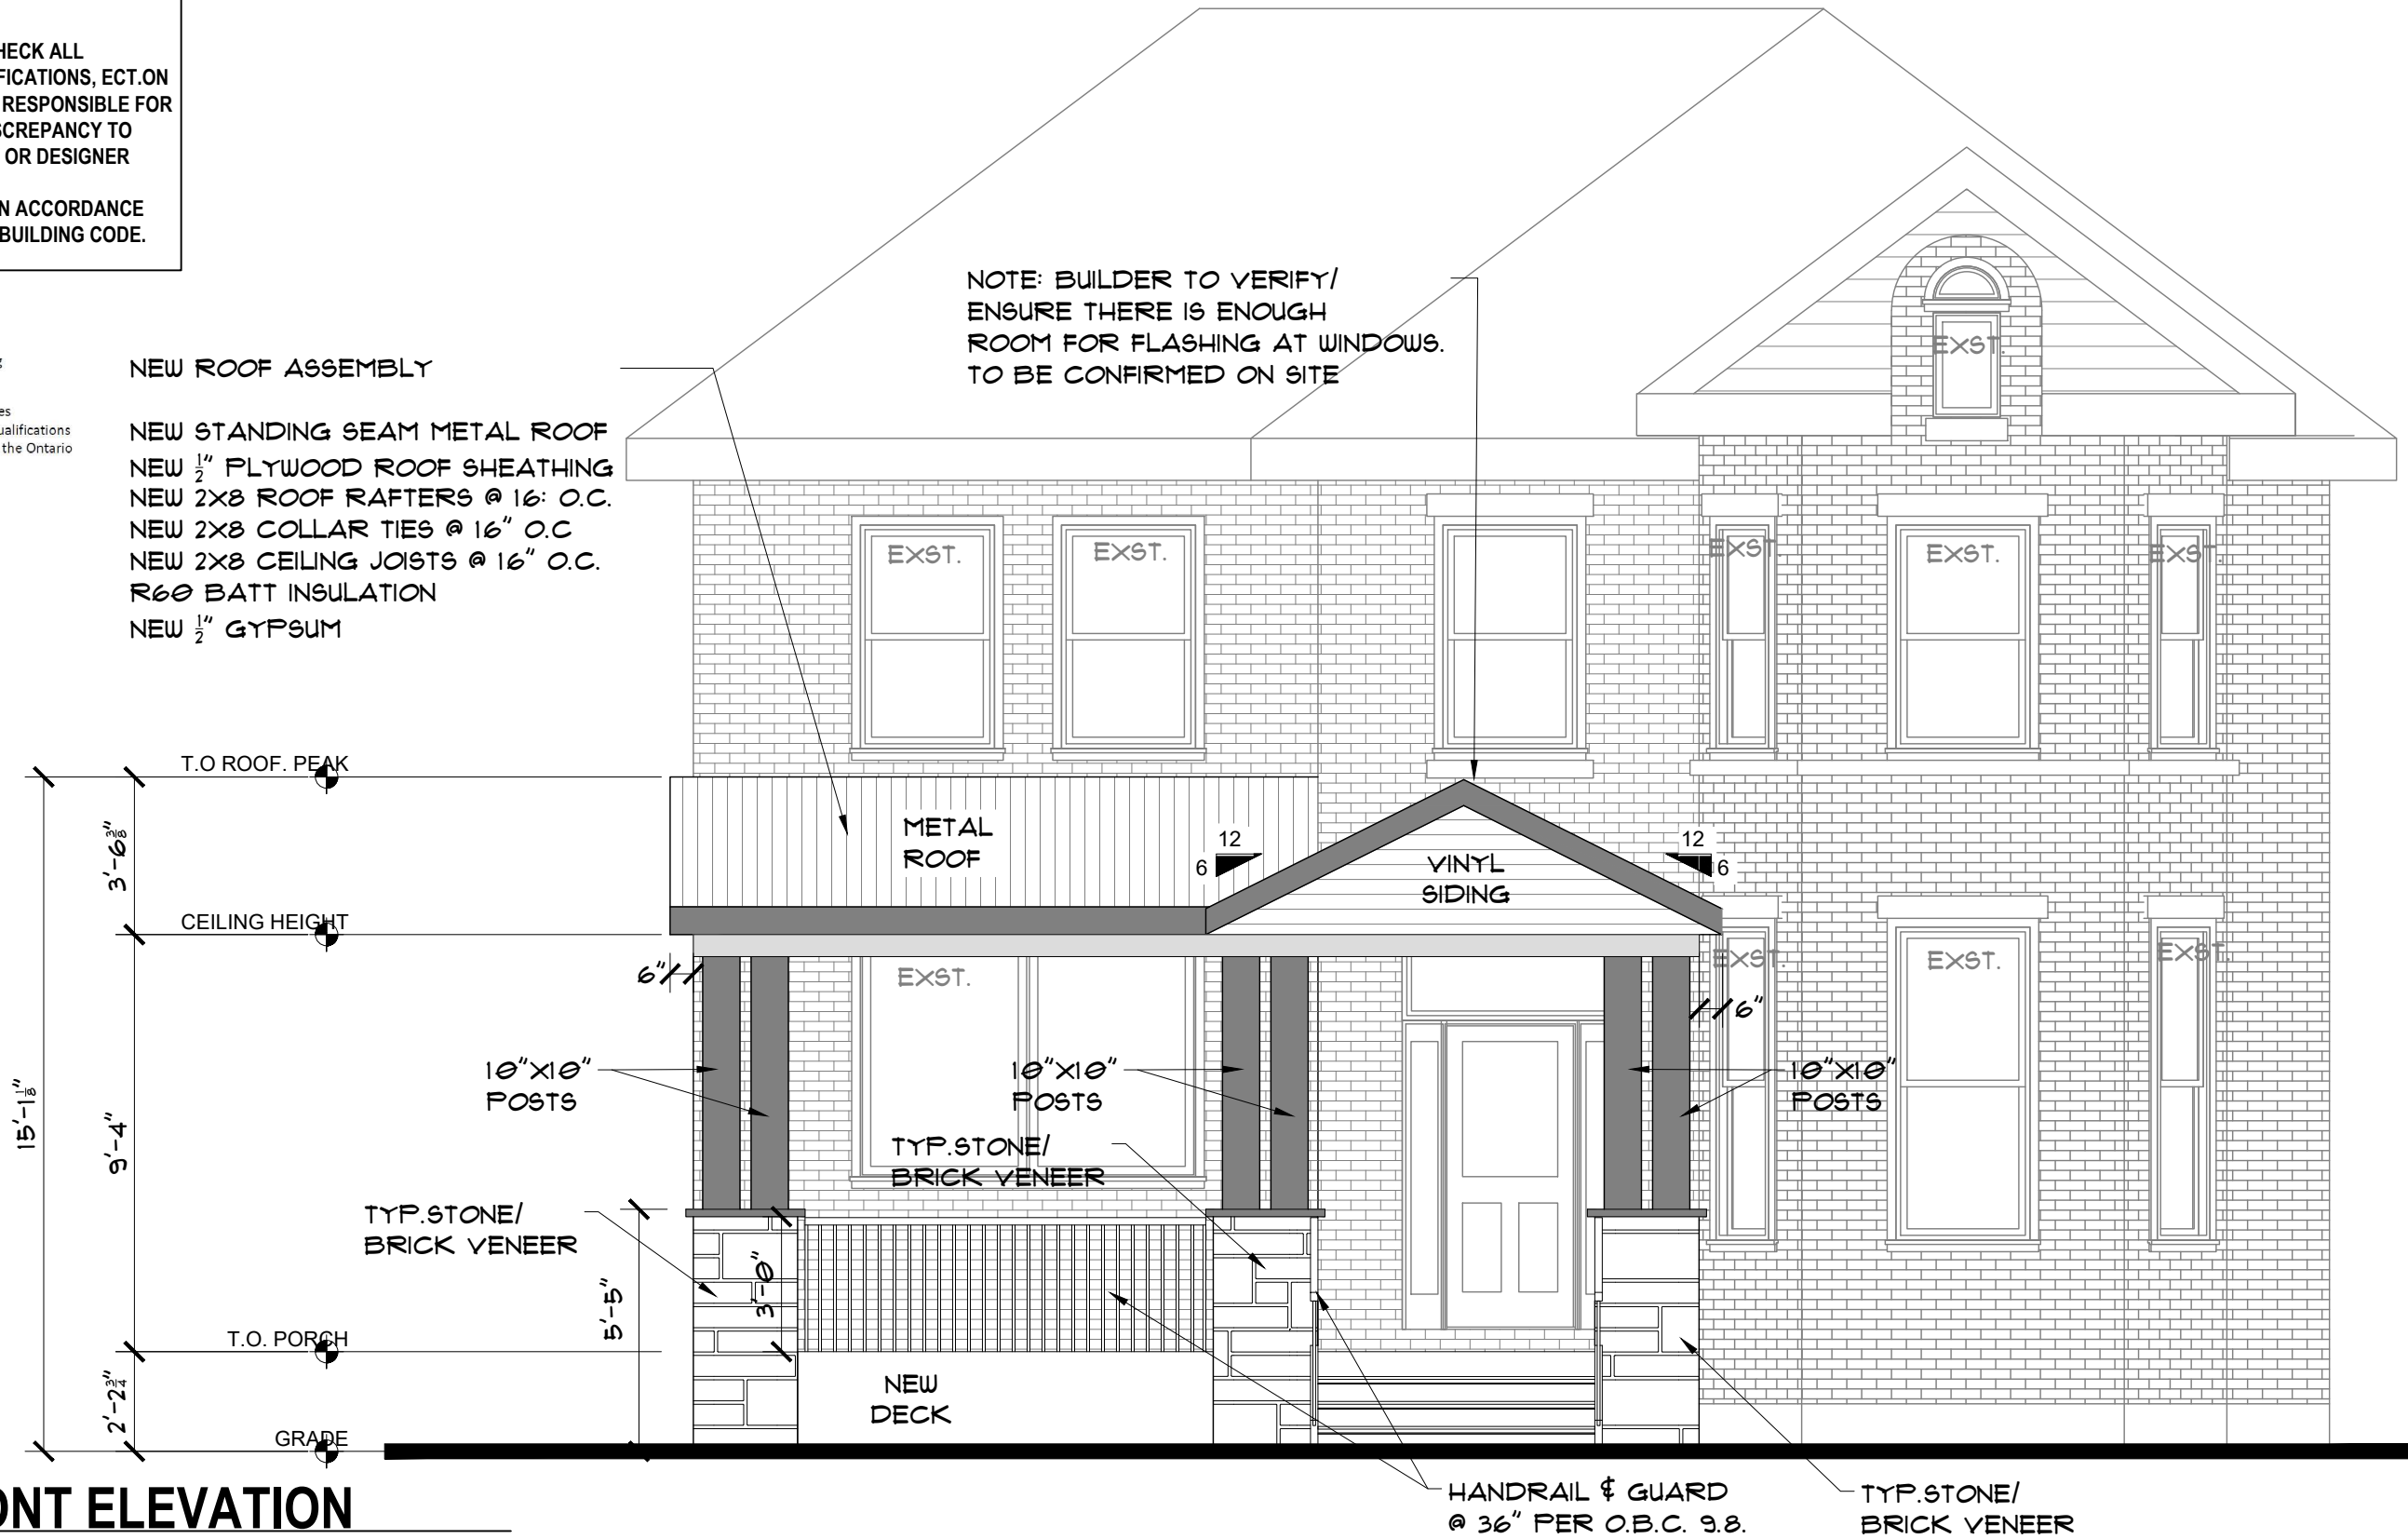 HECK ALL
FICATIONS, ECT.ON
RESPONSIBLE FOR
SCREPANCY TO
OR DESIGNER
N ACCORDANCE
BUILDING CODE.
es
ualifications
the Ontario
NEW ROOF ASSEMBLY
NEW STANDING SEAM METAL ROOF
NEW 1/2" PLYWOOD ROOF SHEATHING
NEW 2X8 ROOF RAFTERS @ 16: O.C.
NEW 2X8 COLLAR TIES @ 16" O.C
NEW 2X8 CEILING JOISTS @ 16" O.C.
R60 BATT INSULATION
NEW 1/2" GYPSUM
NOTE: BUILDER TO VERIFY/
ENSURE THERE IS ENOUGH
ROOM FOR FLASHING AT WINDOWS.
TO BE CONFIRMED ON SITE
EXST.
EXST.
EXST.
EXST.
EXST.
EXST.
T.O ROOF. PEAK
3'-6 3/8"
CEILING HEIGHT
METAL
ROOF
12
6
VINYL
SIDING
12
6
6"
EXST.
EXST.
EXST.
EXST.
6"
15'-1 1/8"
9'-4"
10"X10"
POSTS
10"X10"
POSTS
10"X10"
POSTS
TYP.STONE/
BRICK VENEER
TYP.STONE/
BRICK VENEER
5'-5"
3'-0"
T.O. PORCH
2'-2 3/4"
NEW
DECK
GRADE
ONT ELEVATION
HANDRAIL & GUARD
@ 36" PER O.B.C. 9.8.
TYP.STONE/
BRICK VENEER